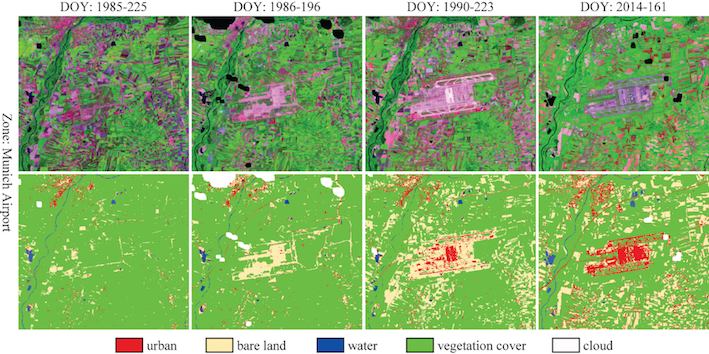 DOY: 1985-225 DOY: 1986-196 DOY: 1990-223 DOY: 2014-161
Zone: Munich Airport
urban bare land water vegetation cover cloud